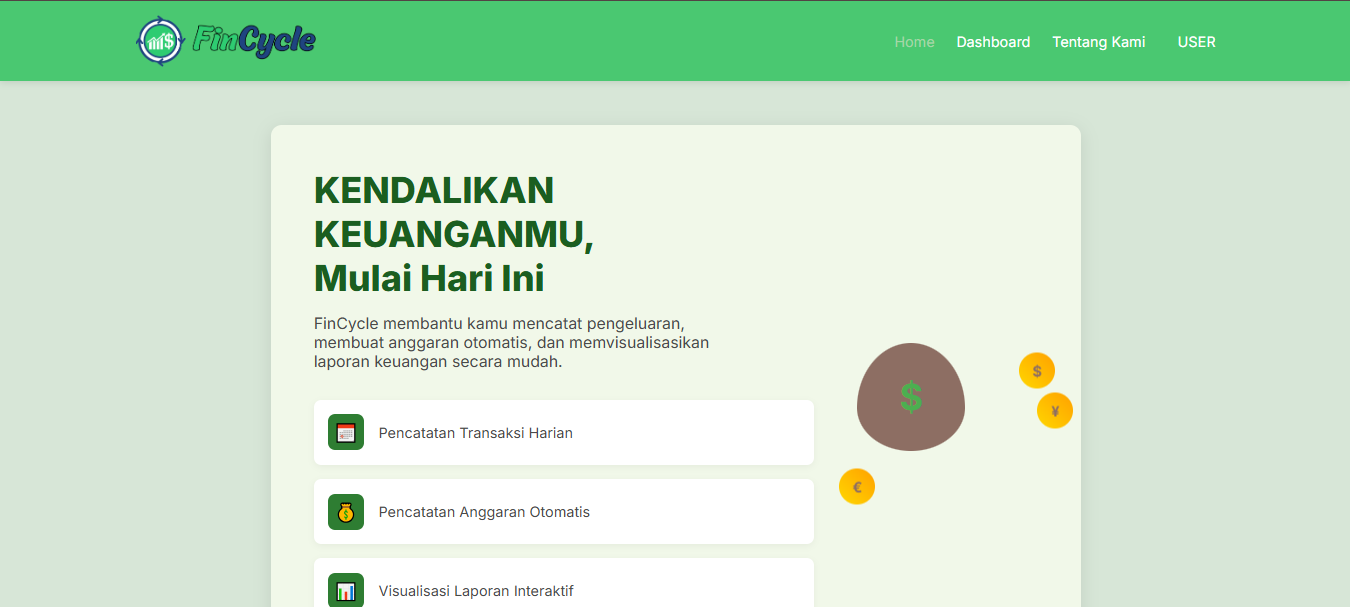 FinCycle
Home Dashboard Tentang Kami USER
KENDALIKAN
KEUANGANMU,
Mulai Hari Ini
FinCycle membantu kamu mencatat pengeluaran,
membuat anggaran otomatis, dan memvisualisasikan
laporan keuangan secara mudah.
$
$
¥
€
Pencatatan Transaksi Harian
Pencatatan Anggaran Otomatis
Visualisasi Laporan Interaktif